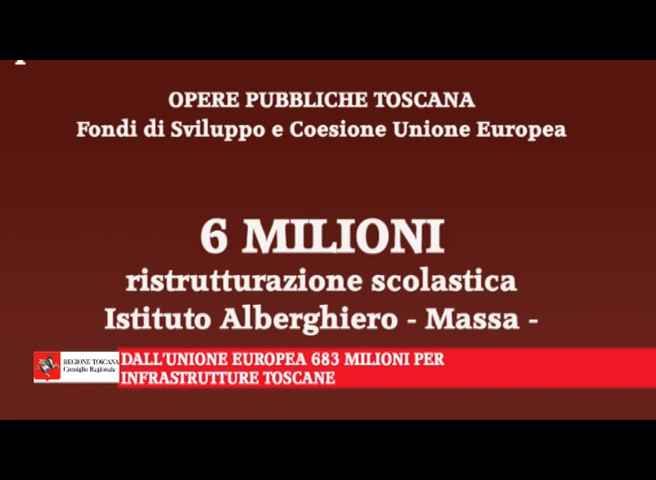 OPERE PUBBLICHE TOSCANA
Fondi di Sviluppo e Coesione Unione Europea
6 MILIONI
ristrutturazione scolastica
Istituto Alberghiero - Massa -
REGIONE TOSCANA
Consiglio Regionale
DALL'UNIONE EUROPEA 683 MILIONI PER
INFRASTRUTTURE TOSCANE